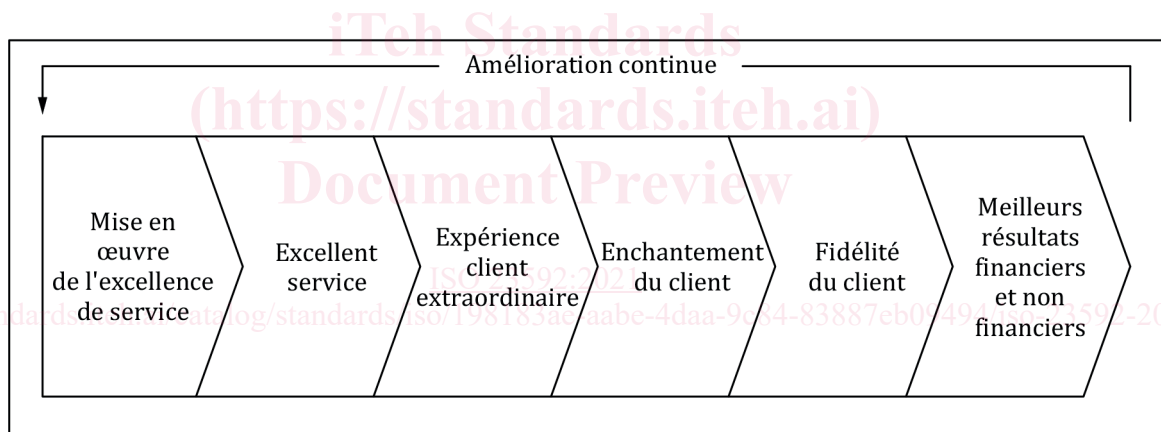 iTeh Standards
Amélioration continue
(https://standards.iteh.ai)
Document Preview
Mise en
œuvre
de l'excellence
de service
Excellent
service
Expérience
client
extraordinaire
Enchantement
du client
Fidélité
du client
Meilleurs
résultats
financiers
et non
financiers
ISO 23592:2021
ndards.iteh.ai/catalog/standards/iso/198183ae-aabe-4daa-9c84-83887eb09494/iso-23592-20